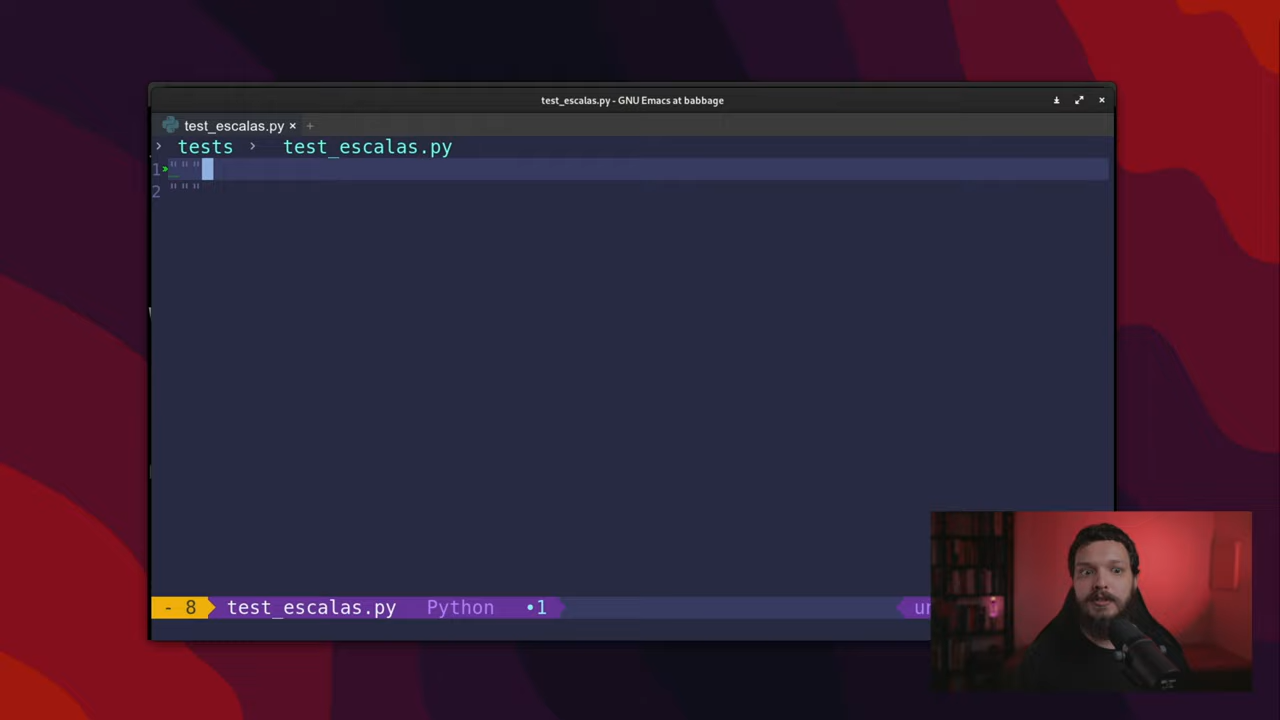 test_escalas.py - GNU Emacs at babbage
test_escalas.py × +
› tests › test_escalas.py
1 """
2 """
- 8 test_escalas.py Python •1